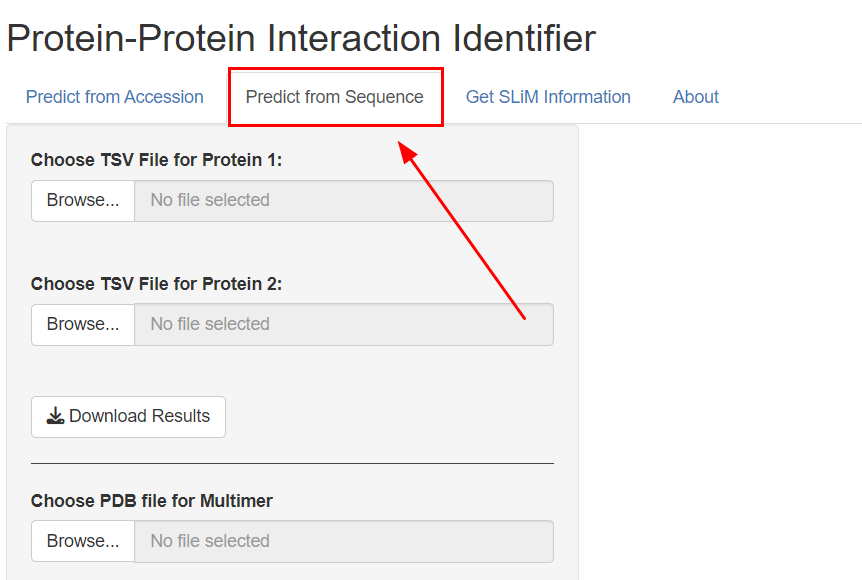 Protein-Protein Interaction Identifier
Predict from Accession Predict from Sequence Get SLiM Information About
Choose TSV File for Protein 1:
Browse... No file selected
Choose TSV File for Protein 2:
Browse... No file selected
Download Results
Choose PDB file for Multimer
Browse... No file selected